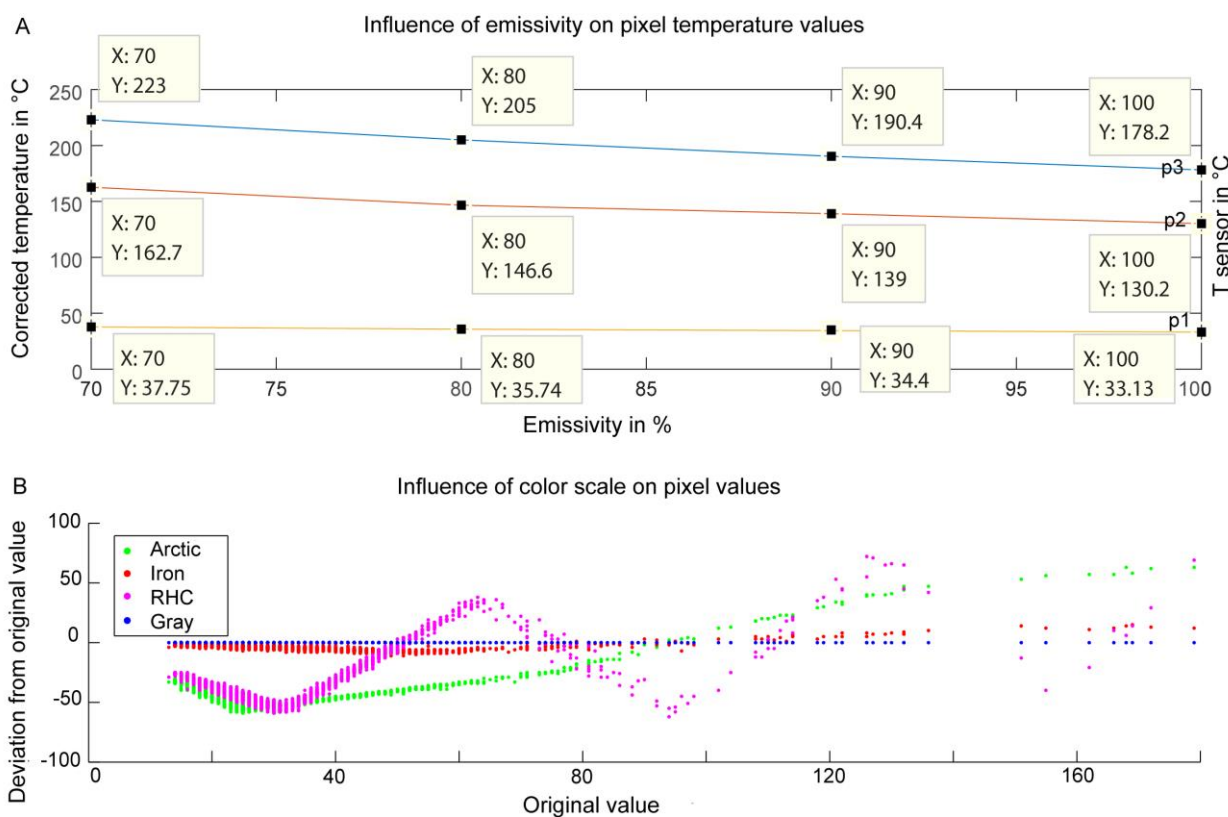 A
Influence of emissivity on pixel temperature values
X: 70
Y: 223
X: 80
Y: 205
X: 90
Y: 190.4
X: 100
Y: 178.2
250
200
150
100
50
0
Corrected temperature in °C
p3
p2
p1
T sensor in °C
X: 70
Y: 162.7
X: 80
Y: 146.6
X: 90
Y: 139
X: 100
Y: 130.2
X: 70
Y: 37.75
X: 80
Y: 35.74
X: 90
Y: 34.4
X: 100
Y: 33.13
70 75 80 85 90 95 100
Emissivity in %
B
Influence of color scale on pixel values
Deviation from original value
100
50
0
-50
-100
Arctic
Iron
RHC
Gray
0 40 80 120 160
Original value